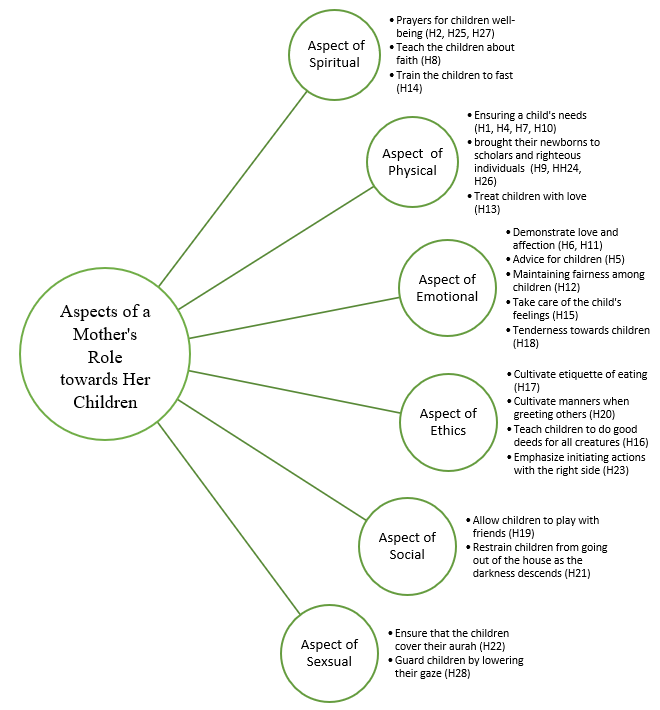 Aspect of
Spiritual
• Prayers for children well-
being (H2, H25, H27)
• Teach the children about
faith (H8)
• Train the children to fast
(H14)
Aspect of
Physical
• Ensuring a child's needs
(H1, H4, H7, H10)
• brought their newborns to
scholars and righteous
individuals (H9, HH24,
H26)
• Treat children with love
(H13)
Aspect of
Emotional
• Demonstrate love and
affection (H6, H11)
• Advice for children (H5)
• Maintaining fairness among
children (H12)
• Take care of the child's
feelings (H15)
• Tenderness towards children
(H18)
Aspects of a
Mother's
Role
towards Her
Children
Aspect of
Ethics
• Cultivate etiquette of eating
(H17)
• Cultivate manners when
greeting others (H20)
• Teach children to do good
deeds for all creatures (H16)
• Emphasize initiating actions
with the right side (H23)
Aspect of
Social
• Allow children to play with
friends (H19)
• Restrain children from going
out of the house as the
darkness descends (H21)
Aspect of
Sexsual
• Ensure that the children
cover their aurah (H22)
• Guard children by lowering
their gaze (H28)